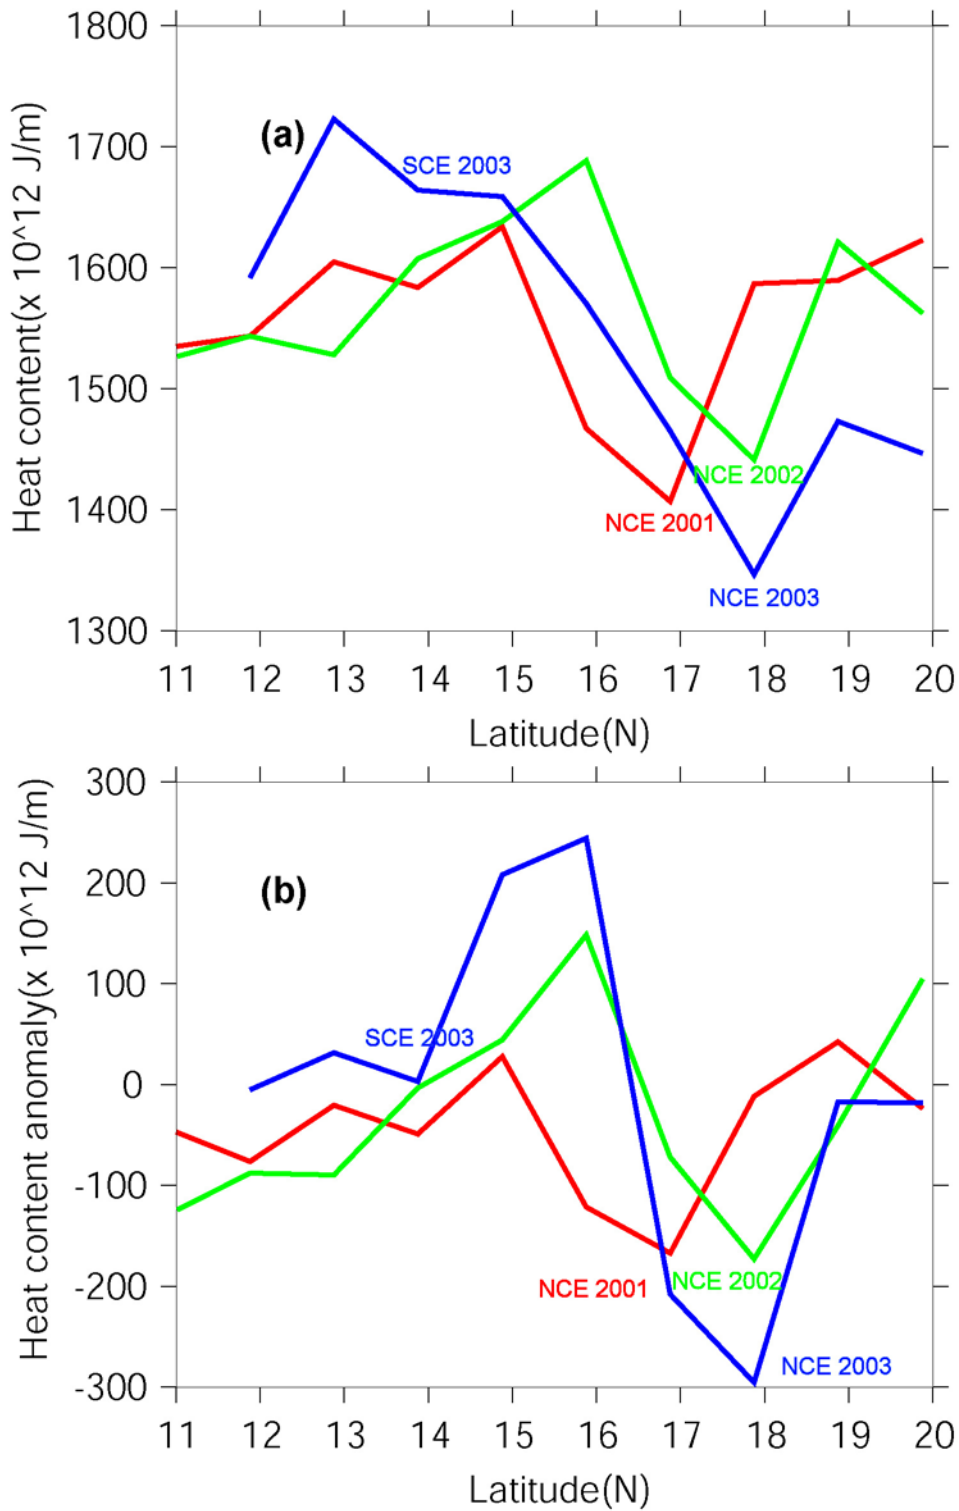 1800
1700
1600
1500
1400
1300
Heat content(x 10^12 J/m)
(a)
SCE 2003
NCE 2002
NCE 2001
NCE 2003
11 12 13 14 15 16 17 18 19 20
Latitude(N)
300
200
100
0
-100
-200
-300
Heat content anomaly(x 10^12 J/m)
(b)
SCE 2003
NCE 2001
NCE 2002
NCE 2003
11 12 13 14 15 16 17 18 19 20
Latitude(N)